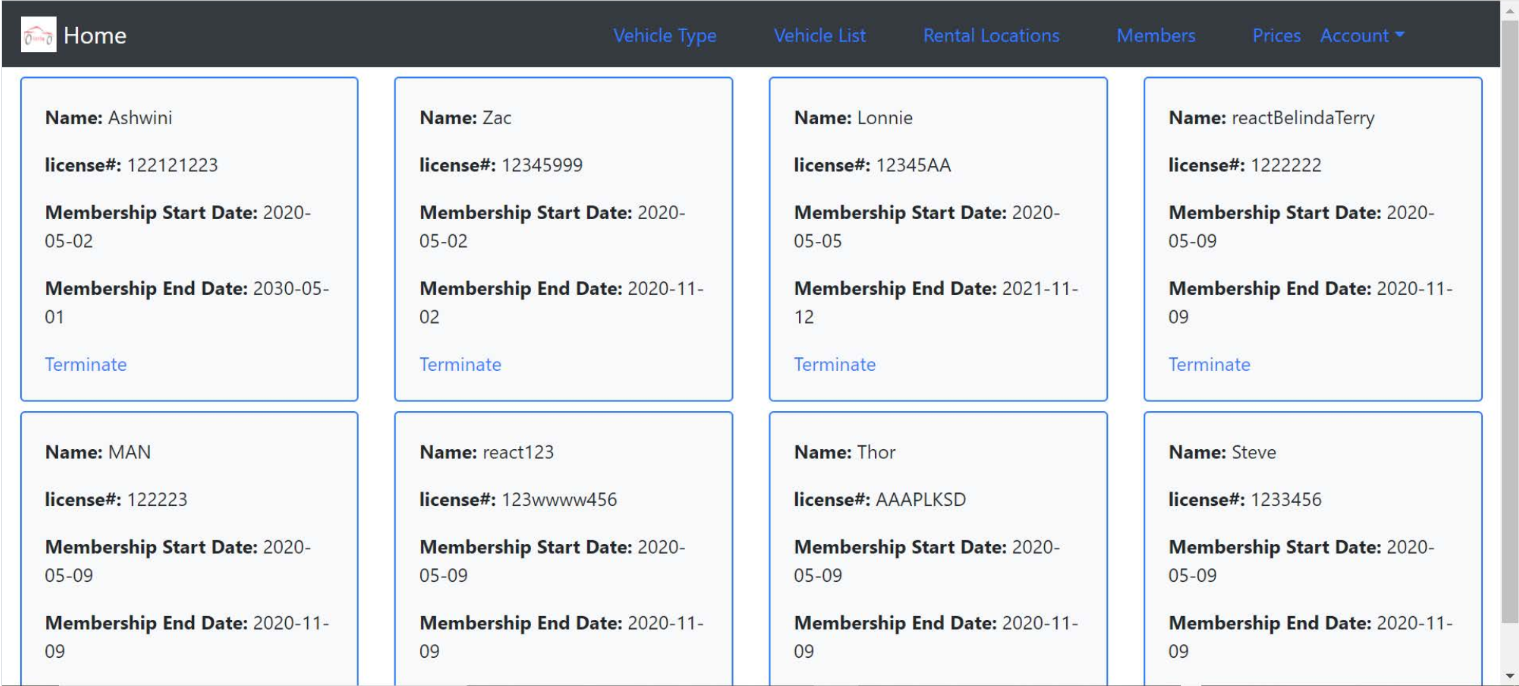 Home Vehicle Type Vehicle List Rental Locations Members Prices Account
Name: Ashwini
license#: 122121223
Membership Start Date: 2020-
05-02
Membership End Date: 2030-05-
01
Terminate
Name: Zac
license#: 12345999
Membership Start Date: 2020-
05-02
Membership End Date: 2020-11-
02
Terminate
Name: Lonnie
license#: 12345AA
Membership Start Date: 2020-
05-05
Membership End Date: 2021-11-
12
Terminate
Name: reactBelindaTerry
license#: 1222222
Membership Start Date: 2020-
05-09
Membership End Date: 2020-11-
09
Terminate
Name: MAN
license#: 122223
Membership Start Date: 2020-
05-09
Membership End Date: 2020-11-
09
Name: react123
license#: 123wwww456
Membership Start Date: 2020-
05-09
Membership End Date: 2020-11-
09
Name: Thor
license#: AAAPLKSD
Membership Start Date: 2020-
05-09
Membership End Date: 2020-11-
09
Name: Steve
license#: 1233456
Membership Start Date: 2020-
05-09
Membership End Date: 2020-11-
09